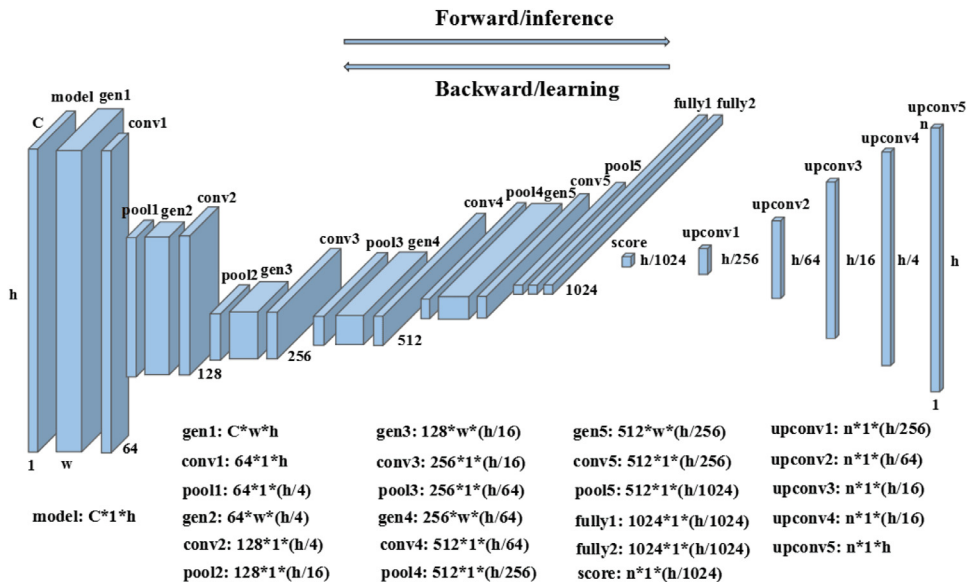 Forward/inference
Backward/learning
C
model
gen1
conv1
h
1
w
64
pool1
gen2
conv2
128
pool2
gen3
conv3
256
pool3
gen4
conv4
512
pool4
gen5
conv5
pool5
fully1
fully2
1024
score
h/1024
upconv1
h/256
upconv2
h/64
upconv3
h/16
upconv4
h/4
upconv5
n
h
1
model: C*1*h
gen1: C*w*h
conv1: 64*1*h
pool1: 64*1*(h/4)
gen2: 64*w*(h/4)
conv2: 128*1*(h/4)
pool2: 128*1*(h/16)
gen3: 128*w*(h/16)
conv3: 256*1*(h/16)
pool3: 256*1*(h/64)
gen4: 256*w*(h/64)
conv4: 512*1*(h/64)
pool4: 512*1*(h/256)
gen5: 512*w*(h/256)
conv5: 512*1*(h/256)
pool5: 512*1*(h/1024)
fully1: 1024*1*(h/1024)
fully2: 1024*1*(h/1024)
score: n*1*(h/1024)
upconv1: n*1*(h/256)
upconv2: n*1*(h/64)
upconv3: n*1*(h/16)
upconv4: n*1*(h/16)
upconv5: n*1*h